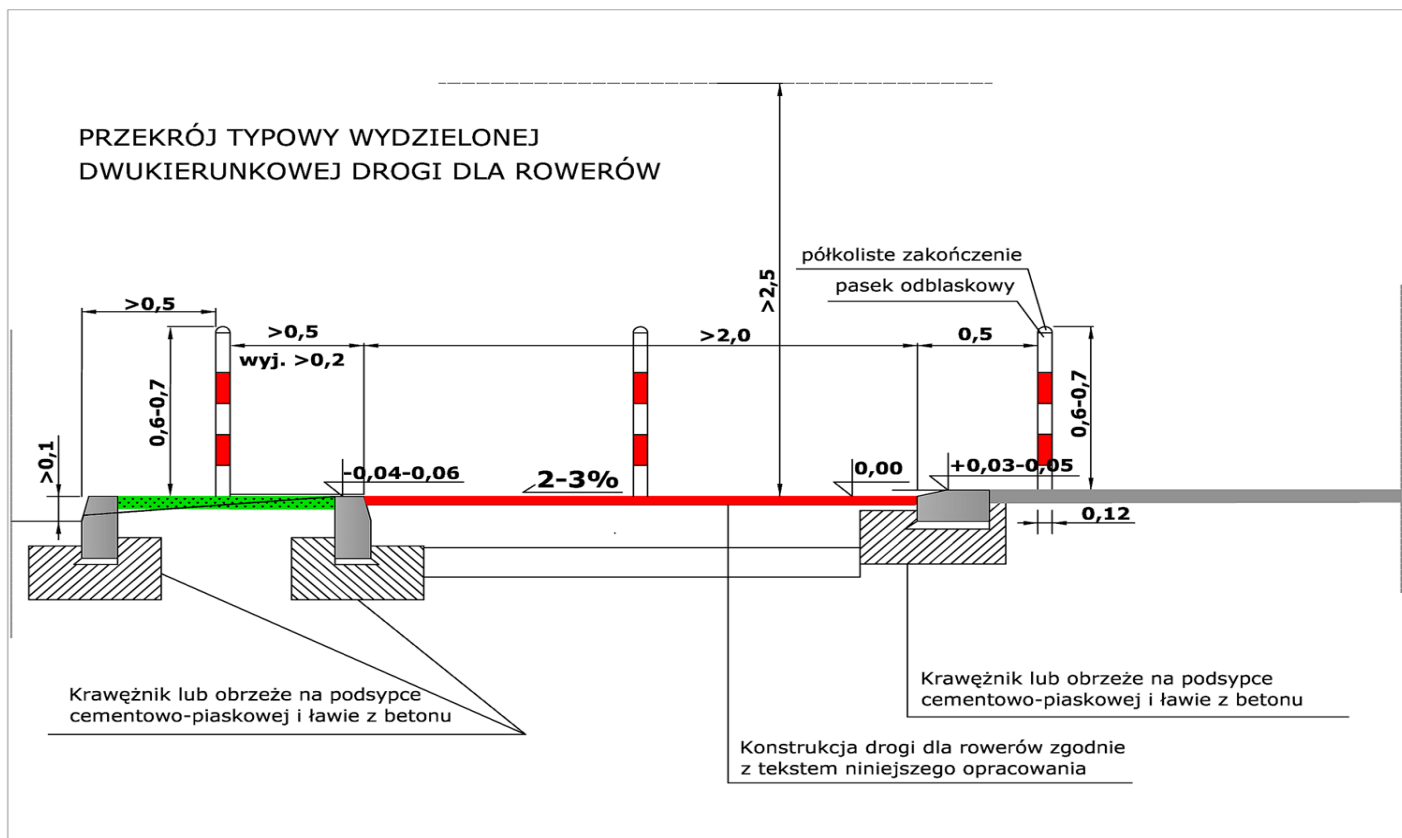 PRZEKRÓJ TYPOWY WYDZIELONEJ
DWUKIERUNKOWEJ DROGI DLA ROWERÓW
>2,5
półkoliste zakończenie
pasek odblaskowy
>0,5
>0,5
wyj. >0,2
>2,0
0,5
0,6-0,7
0,6-0,7
>0,1
-0,04-0,06
2-3%
0,00
+0,03-0,05
0,12
Krawężnik lub obrzeże na podsypce
cementowo-piaskowej i ławie z betonu
Krawężnik lub obrzeże na podsypce
cementowo-piaskowej i ławie z betonu
Konstrukcja drogi dla rowerów zgodnie
z tekstem niniejszego opracowania